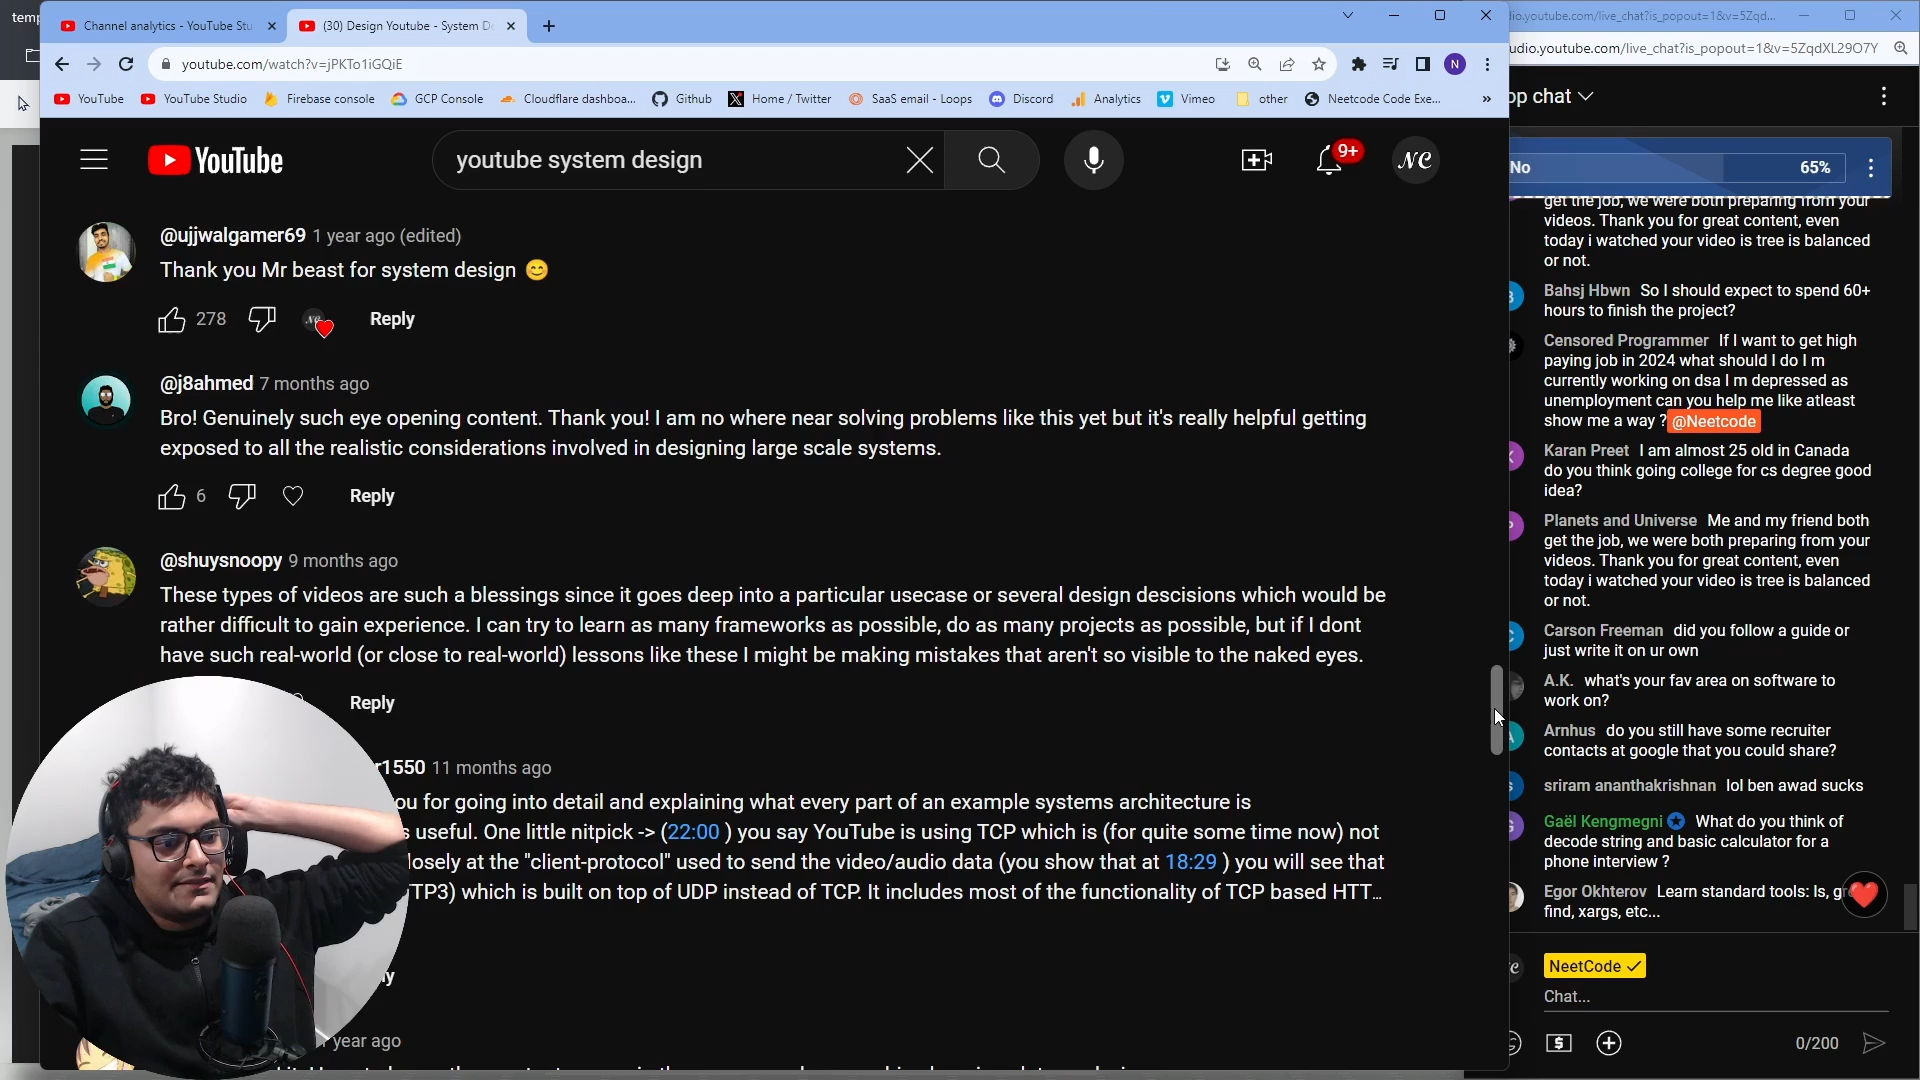 temp
Channel analytics - YouTube Stu
(30) Design Youtube - System De
youtube.com/watch?v=jPKTo1iGQiE
YouTube
YouTube Studio
Firebase console
GCP Console
Cloudflare dashboa...
Github
Home / Twitter
SaaS email - Loops
Discord
Analytics
Vimeo
other
Neetcode Code Exe...
»
N
YouTube
youtube system design
9+
NC
@ujjwalgamer69 1 year ago (edited)
Thank you Mr beast for system design 😊
278
Reply
@j8ahmed 7 months ago
Bro! Genuinely such eye opening content. Thank you! I am no where near solving problems like this yet but it's really helpful getting
exposed to all the realistic considerations involved in designing large scale systems.
6
Reply
@shuysnoopy 9 months ago
These types of videos are such a blessings since it goes deep into a particular usecase or several design descisions which would be
rather difficult to gain experience. I can try to learn as many frameworks as possible, do as many projects as possible, but if I dont
have such real-world (or close to real-world) lessons like these I might be making mistakes that aren't so visible to the naked eyes.
Reply
r1550 11 months ago
ou for going into detail and explaining what every part of an example systems architecture is
s useful. One little nitpick -> (22:00 ) you say YouTube is using TCP which is (for quite some time now) not
losely at the "client-protocol" used to send the video/audio data (you show that at 18:29 ) you will see that
TP3) which is built on top of UDP instead of TCP. It includes most of the functionality of TCP based HTT...
year ago
dio.youtube.com/live_chat?is_popout=1&v=5Zqd...
udio.youtube.com/live_chat?is_popout=1&v=5ZqdXL29O7Y
op chat
No
65%
get the job, we were both preparing from your
videos. Thank you for great content, even
today i watched your video is tree is balanced
or not.
Bahsj Hbwn So I should expect to spend 60+
hours to finish the project?
Censored Programmer If I want to get high
paying job in 2024 what should I do I m
currently working on dsa I m depressed as
unemployment can you help me like atleast
show me a way ? @Neetcode
Karan Preet I am almost 25 old in Canada
do you think going college for cs degree good
idea?
Planets and Universe Me and my friend both
get the job, we were both preparing from your
videos. Thank you for great content, even
today i watched your video is tree is balanced
or not.
Carson Freeman did you follow a guide or
just write it on ur own
A.K. what's your fav area on software to
work on?
Arnhus do you still have some recruiter
contacts at google that you could share?
sriram ananthakrishnan lol ben awad sucks
Gaël Kengmegni What do you think of
decode string and basic calculator for a
phone interview ?
Egor Okhterov Learn standard tools: ls, gr
find, xargs, etc...
NeetCode
Chat...
0/200